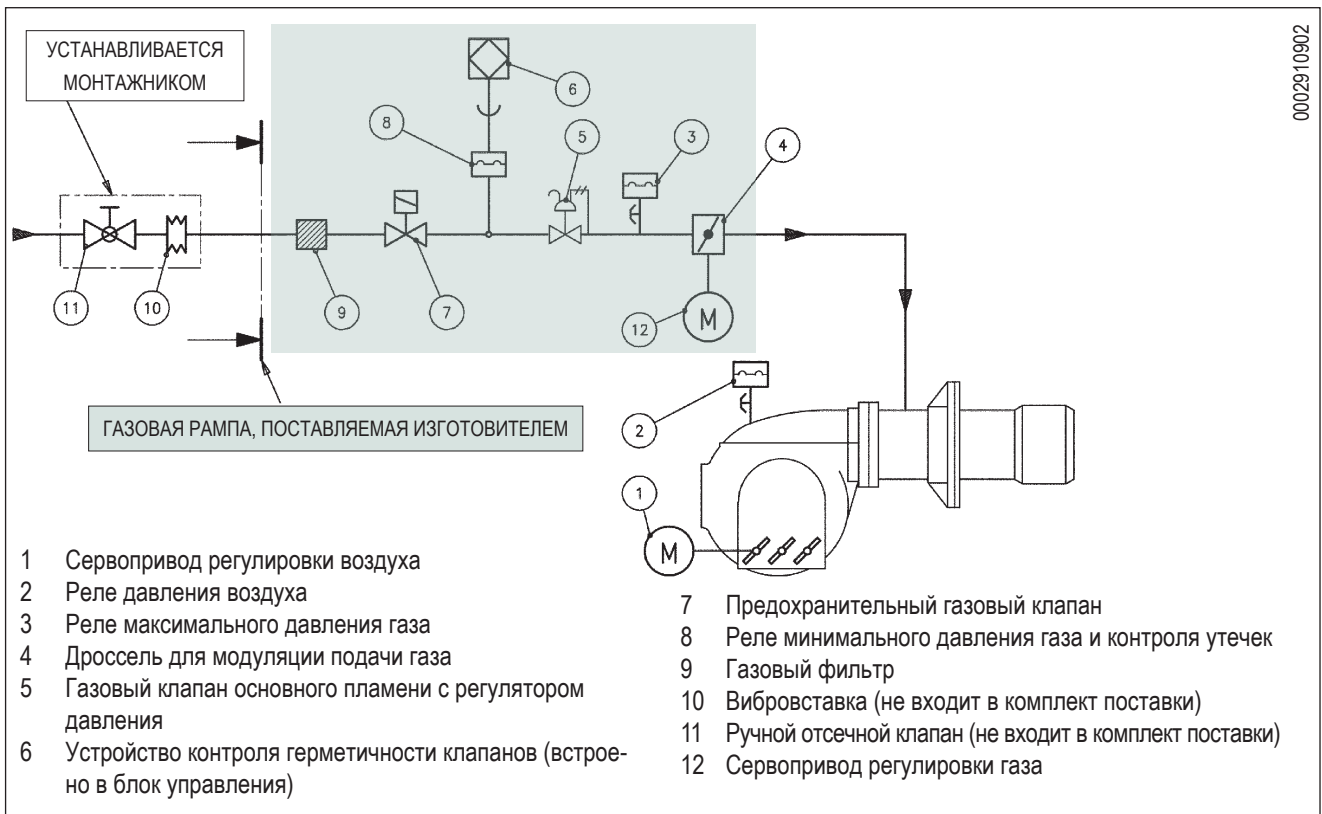 УСТАНАВЛИВАЕТСЯ
МОНТАЖНИКОМ
0002910902
6
8
5
3
4
11
10
9
7
12
M
ГАЗОВАЯ РАМПА, ПОСТАВЛЯЕМАЯ ИЗГОТОВИТЕЛЕМ
2
1
M
1 Сервопривод регулировки воздуха
2 Реле давления воздуха
3 Реле максимального давления газа
4 Дроссель для модуляции подачи газа
5 Газовый клапан основного пламени с регулятором
давления
6 Устройство контроля герметичности клапанов (встрое-
но в блок управления)
7 Предохранительный газовый клапан
8 Реле минимального давления газа и контроля утечек
9 Газовый фильтр
10 Вибровставка (не входит в комплект поставки)
11 Ручной отсечной клапан (не входит в комплект поставки)
12 Сервопривод регулировки газа